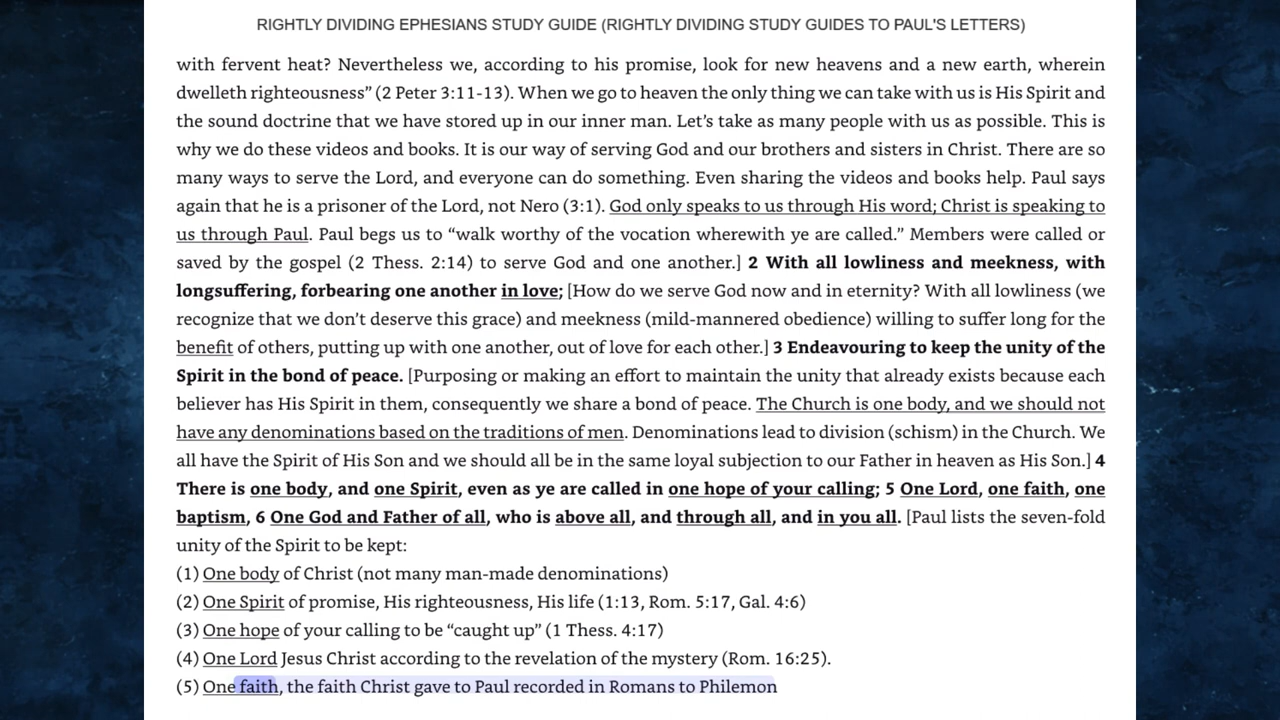 RIGHTLY DIVIDING EPHESIANS STUDY GUIDE (RIGHTLY DIVIDING STUDY GUIDES TO PAUL'S LETTERS)
with fervent heat? Nevertheless we, according to his promise, look for new heavens and a new earth, wherein
dwelleth righteousness” (2 Peter 3:11-13). When we go to heaven the only thing we can take with us is His Spirit and
the sound doctrine that we have stored up in our inner man. Let’s take as many people with us as possible. This is
why we do these videos and books. It is our way of serving God and our brothers and sisters in Christ. There are so
many ways to serve the Lord, and everyone can do something. Even sharing the videos and books help. Paul says
again that he is a prisoner of the Lord, not Nero (3:1). God only speaks to us through His word; Christ is speaking to
us through Paul. Paul begs us to “walk worthy of the vocation wherewith ye are called.” Members were called or
saved by the gospel (2 Thess. 2:14) to serve God and one another.] 2 With all lowliness and meekness, with
longsuffering, forbearing one another in love; [How do we serve God now and in eternity? With all lowliness (we
recognize that we don’t deserve this grace) and meekness (mild-mannered obedience) willing to suffer long for the
benefit of others, putting up with one another, out of love for each other.] 3 Endeavouring to keep the unity of the
Spirit in the bond of peace. [Purposing or making an effort to maintain the unity that already exists because each
believer has His Spirit in them, consequently we share a bond of peace. The Church is one body, and we should not
have any denominations based on the traditions of men. Denominations lead to division (schism) in the Church. We
all have the Spirit of His Son and we should all be in the same loyal subjection to our Father in heaven as His Son.] 4
There is one body, and one Spirit, even as ye are called in one hope of your calling; 5 One Lord, one faith, one
baptism, 6 One God and Father of all, who is above all, and through all, and in you all. [Paul lists the seven-fold
unity of the Spirit to be kept:
(1) One body of Christ (not many man-made denominations)
(2) One Spirit of promise, His righteousness, His life (1:13, Rom. 5:17, Gal. 4:6)
(3) One hope of your calling to be “caught up” (1 Thess. 4:17)
(4) One Lord Jesus Christ according to the revelation of the mystery (Rom. 16:25).
(5) One faith, the faith Christ gave to Paul recorded in Romans to Philemon